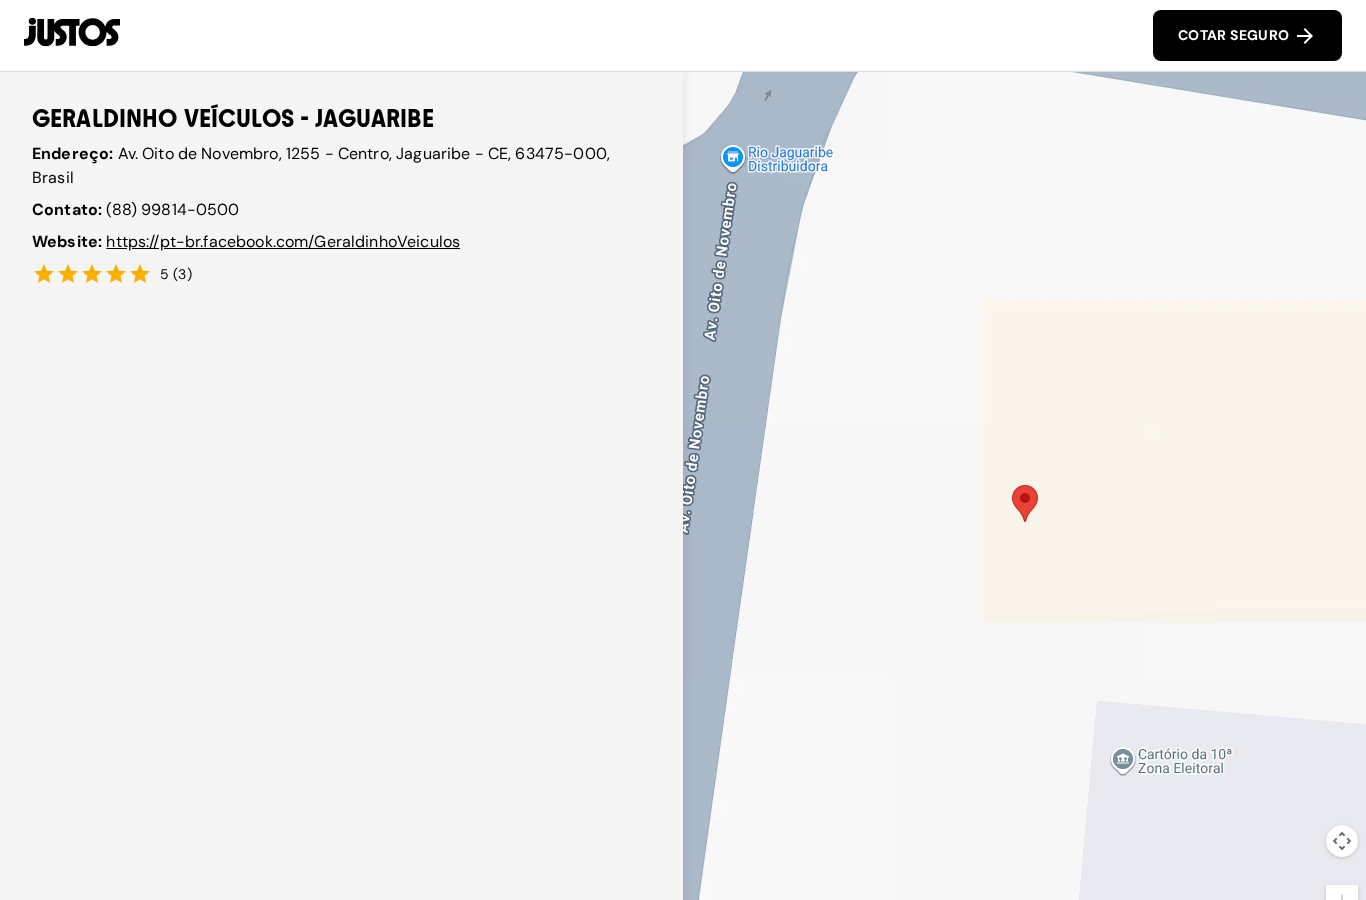 JUSTOS
COTAR SEGURO
GERALDINHO VEÍCULOS - JAGUARIBE
Endereço: Av. Oito de Novembro, 1255 - Centro, Jaguaribe - CE, 63475-000,
Brasil
Contato: (88) 99814-0500
Website: https://pt-br.facebook.com/GeraldinhoVeiculos
5 (3)
Rio Jaguaribe
Distribuidora
Av. Oito de Novembro
Av. Oito de Novembro
Cartório da 10ª
Zona Eleitoral